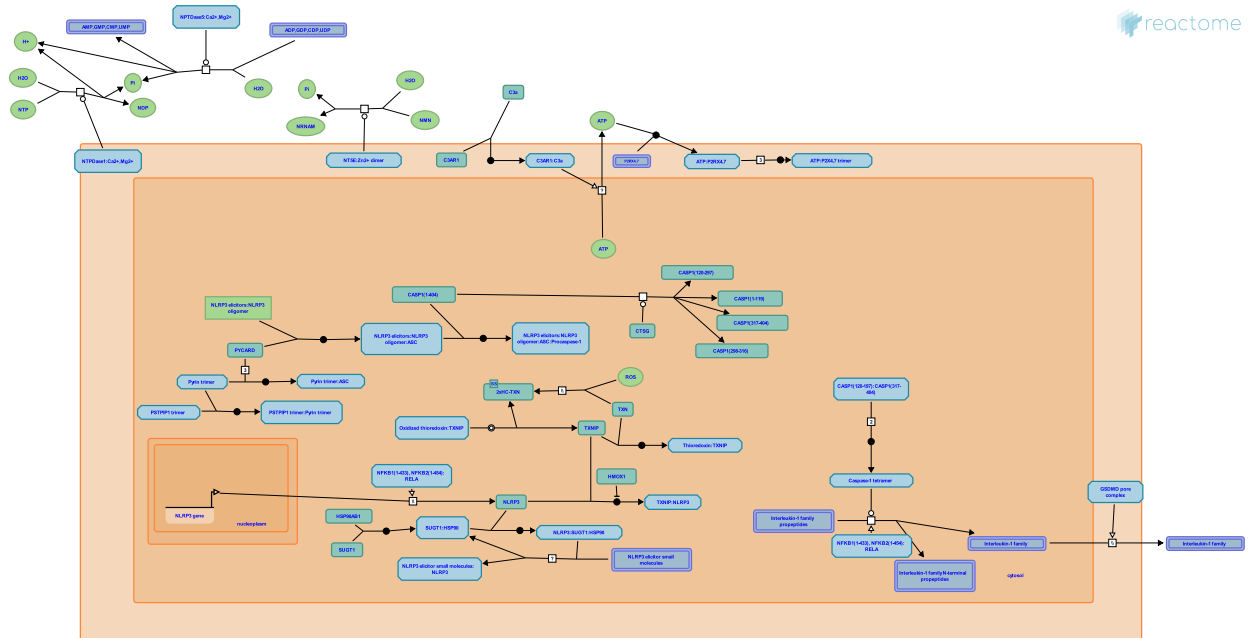 reactome
NPTDase5:Ca2+,Mg2+
AMP,GMP,CMP,UMP
ADP,GDP,CDP,UDP
H+
H2O
Pi
H2O
NTP
NDP
NTPDase1:Ca2+,Mg2+
Pi
H2O
NRNAM
NMN
NT5E:Zn2+ dimer
C3a
C3AR1
C3AR1:C3a
ATP
P2RX4,7
ATP:P2RX4,7
3
ATP:P2X4,7 trimer
?
ATP
NLRP3 elicitors:NLRP3
oligomer
CASP1(1-404)
CASP1(120-297)
CASP1(1-119)
CASP1(317-404)
CASP1(298-316)
CTSG
PYCARD
NLRP3 elicitors:NLRP3
oligomer:ASC
NLRP3 elicitors:NLRP3
oligomer:ASC:Procaspase-1
Pyrin trimer
Pyrin trimer:ASC
PSTPIP1 trimer
PSTPIP1 trimer:Pyrin trimer
ROS
2xHC-TXN
TXN
Oxidized thioredoxin:TXNIP
TXNIP
Thioredoxin:TXNIP
NFKB1(1-433), NFKB2(1-454):
RELA
HMOX1
NLRP3
TXNIP:NLRP3
NLRP3 gene
nucleoplasm
HSP90AB1
SUGT1
SUGT1:HSP90
NLRP3:SUGT1:HSP90
NLRP3 elicitor small molecules:
NLRP3
?
NLRP3 elicitor small
molecules
CASP1(120-197):CASP1(317-
404)
2
Caspase-1 tetramer
Interleukin-1 family
propeptides
NFKB1(1-433), NFKB2(1-454):
RELA
Interleukin-1 family
Interleukin-1 family N-terminal
propeptides
cytosol
GSDMD pore
complex
Interleukin-1 family